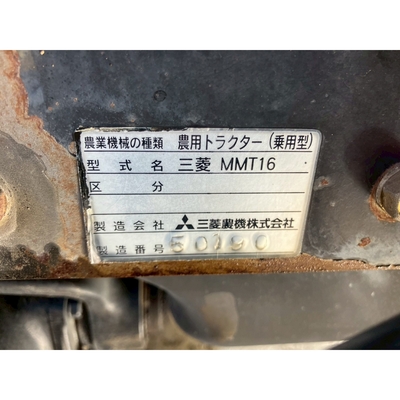 農業機械の種類 農用トラクター(乗用型)
型式名 三菱 MMT16
区分
製造会社 三菱農機株式会社
製造番号 50190